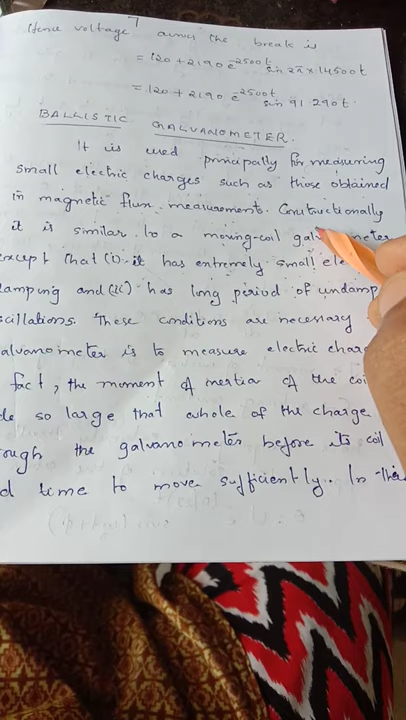 Hence voltage across the break is
= 120 + 2190 e^-2500t sin 2π × 14500t
= 120 + 2190 e^-2500t sin 91 290t.
BALLISTIC GALVANOMETER.
It is used principally for measuring
small electric charges such as those obtained
in magnetic flux measurement. Constructionally
it is similar to a moving-coil galvanometer
except that (i) it has extremely small ele
damping and (ii) has long period of undamp
oscillations. These conditions are necessary
galvanometer is to measure electric char
fact, the moment of inertia of the coi
de so large that whole of the charge
rough the galvanometer before its coil
d time to move sufficiently. In